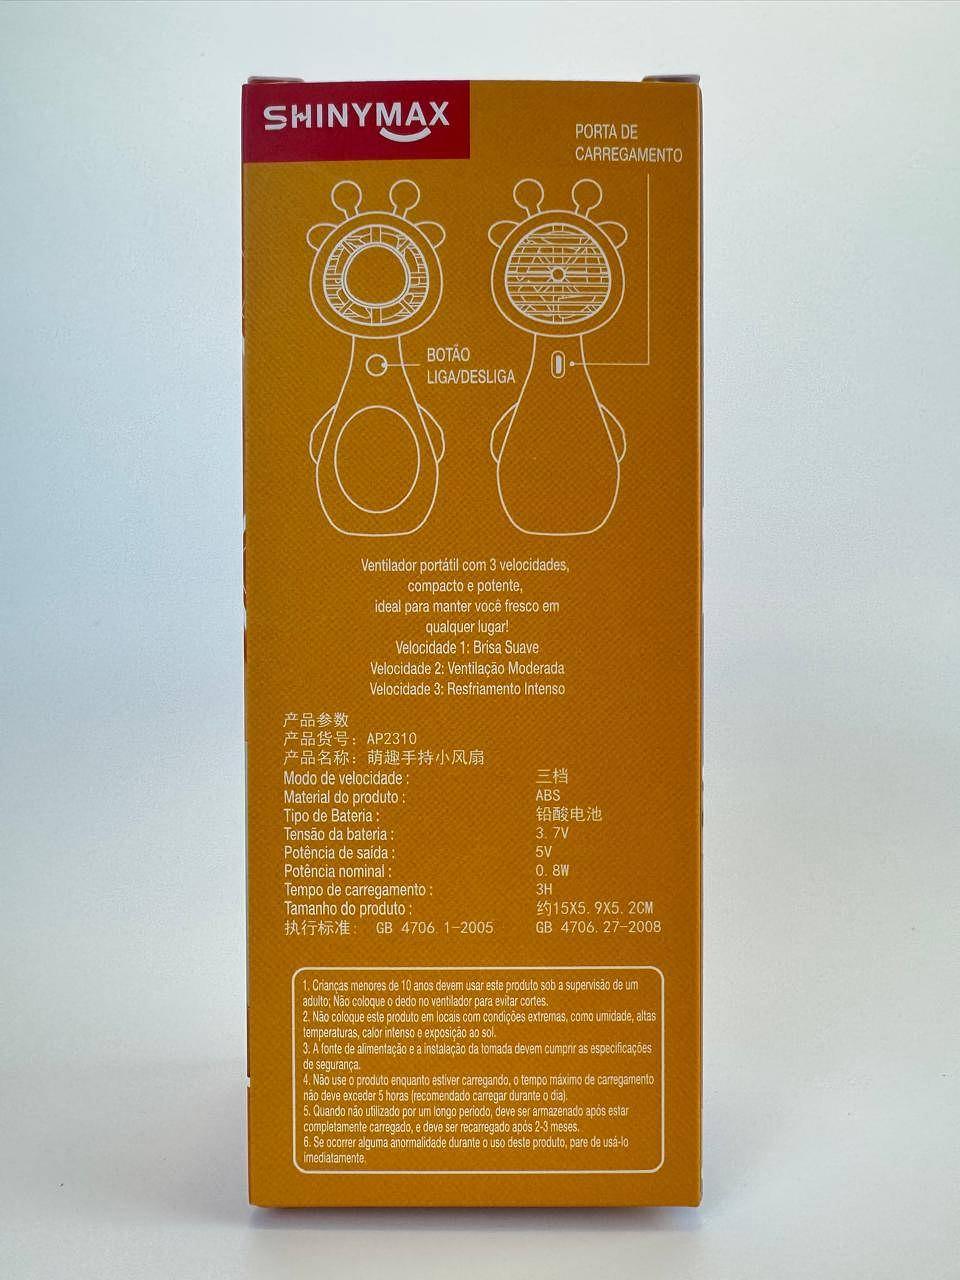 SHINYMAX
PORTA DE
CARREGAMENTO
BOTÃO
LIGA/DESLIGA
Ventilador portátil com 3 velocidades,
compacto e potente,
ideal para manter você fresco em
qualquer lugar!
Velocidade 1: Brisa Suave
Velocidade 2: Ventilação Moderada
Velocidade 3: Resfriamento Intenso
产品参数
产品货号: AP2310
产品名称: 萌趣手持小风扇
Modo de velocidade : 三档
Material do produto : ABS
Tipo de Bateria : 铅酸电池
Tensão da bateria : 3.7V
Potência de saída : 5V
Potência nominal : 0.8W
Tempo de carregamento : 3H
Tamanho do produto : 约15X5.9X5.2CM
执行标准: GB 4706.1-2005 GB 4706.27-2008
1. Crianças menores de 10 anos devem usar este produto sob a supervisão de um
adulto; Não coloque o dedo no ventilador para evitar cortes.
2. Não coloque este produto em locais com condições extremas, como umidade, altas
temperaturas, calor intenso e exposição ao sol.
3. A fonte de alimentação e a instalação da tomada devem cumprir as especificações
de segurança.
4. Não use o produto enquanto estiver carregando, o tempo máximo de carregamento
não deve exceder 5 horas (recomendado carregar durante o dia).
5. Quando não utilizado por um longo período, deve ser armazenado após estar
completamente carregado, e deve ser recarregado após 2-3 meses.
6. Se ocorrer alguma anormalidade durante o uso deste produto, pare de usá-lo
imediatamente.